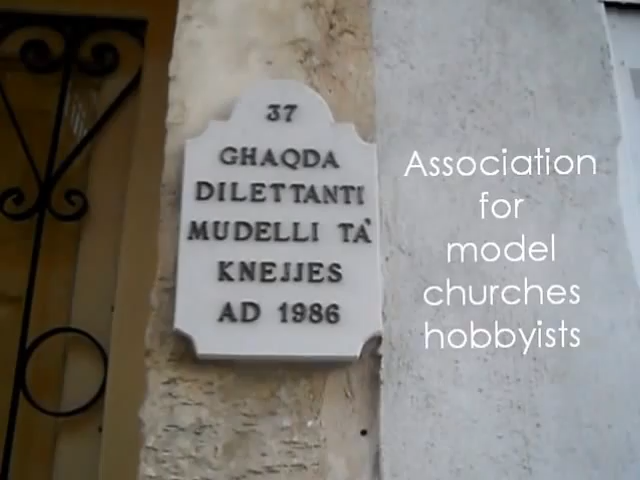 37
GHAQDA
DILETTANTI
MUDELLI TA'
KNEJJES
AD 1986
Association
for
model
churches
hobbyists